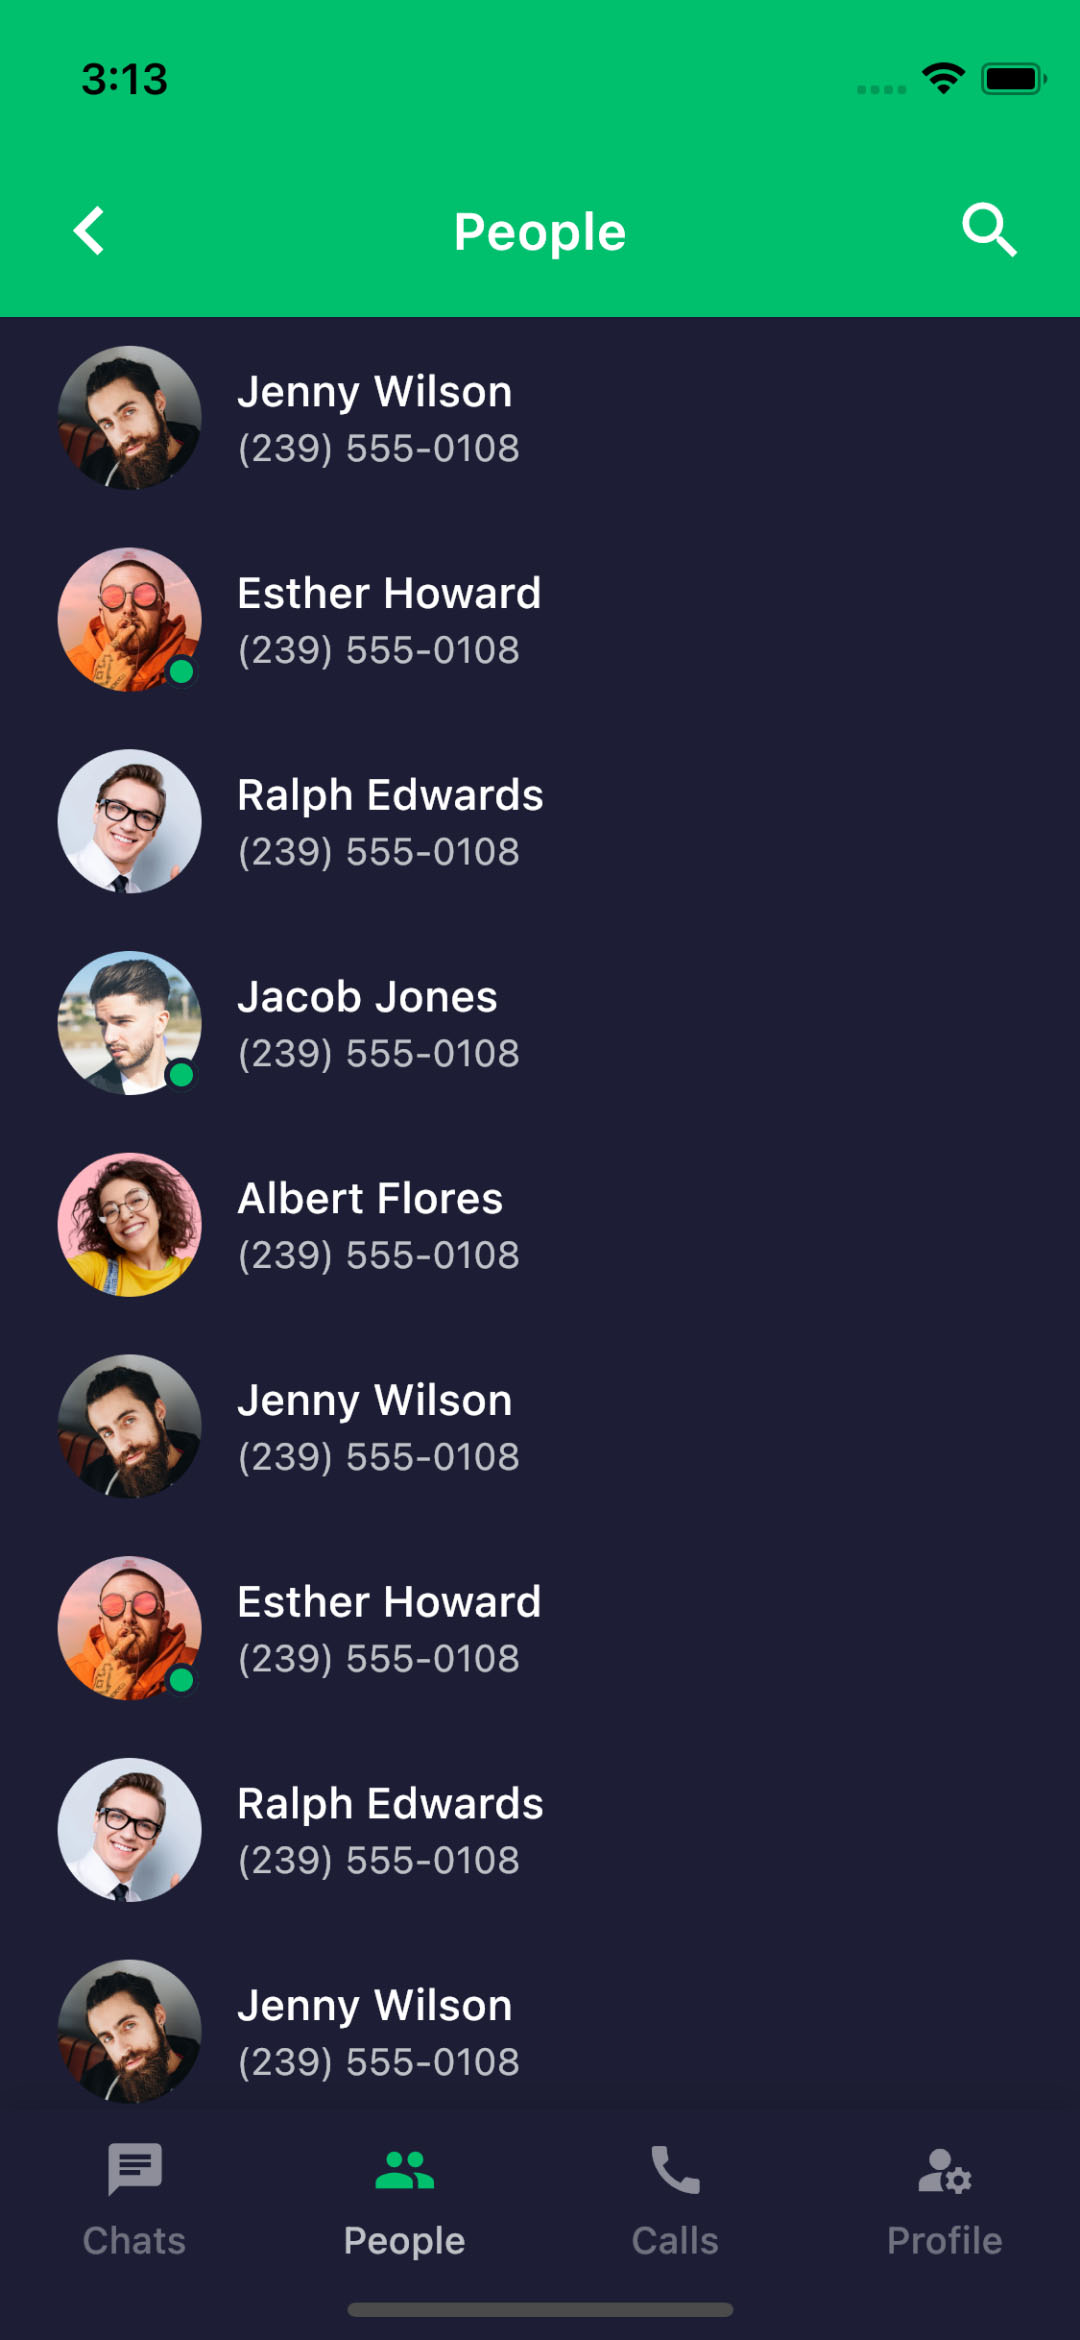 3:13
People
Jenny Wilson
(239) 555-0108
Esther Howard
(239) 555-0108
Ralph Edwards
(239) 555-0108
Jacob Jones
(239) 555-0108
Albert Flores
(239) 555-0108
Jenny Wilson
(239) 555-0108
Esther Howard
(239) 555-0108
Ralph Edwards
(239) 555-0108
Jenny Wilson
(239) 555-0108
Chats People Calls Profile